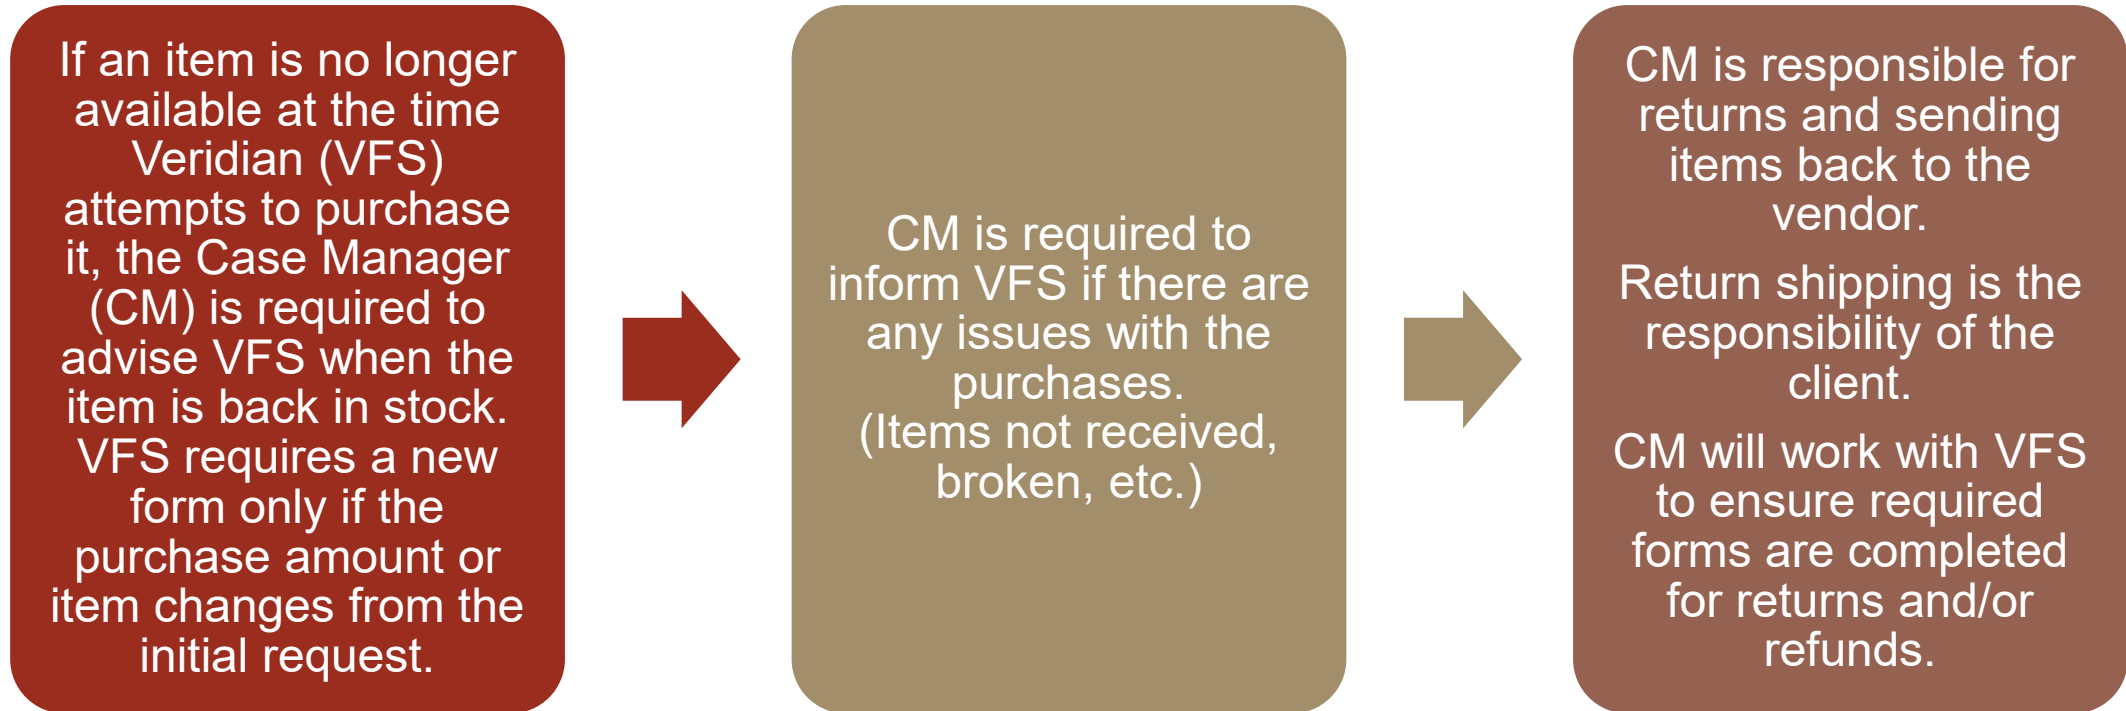 If an item is no longer
available at the time
Veridian (VFS)
attempts to purchase
it, the Case Manager
(CM) is required to
advise VFS when the
item is back in stock.
VFS requires a new
form only if the
purchase amount or
item changes from the
initial request.
CM is required to
inform VFS if there are
any issues with the
purchases.
(Items not received,
broken, etc.)
CM is responsible for
returns and sending
items back to the
vendor.
Return shipping is the
responsibility of the
client.
CM will work with VFS
to ensure required
forms are completed
for returns and/or
refunds.